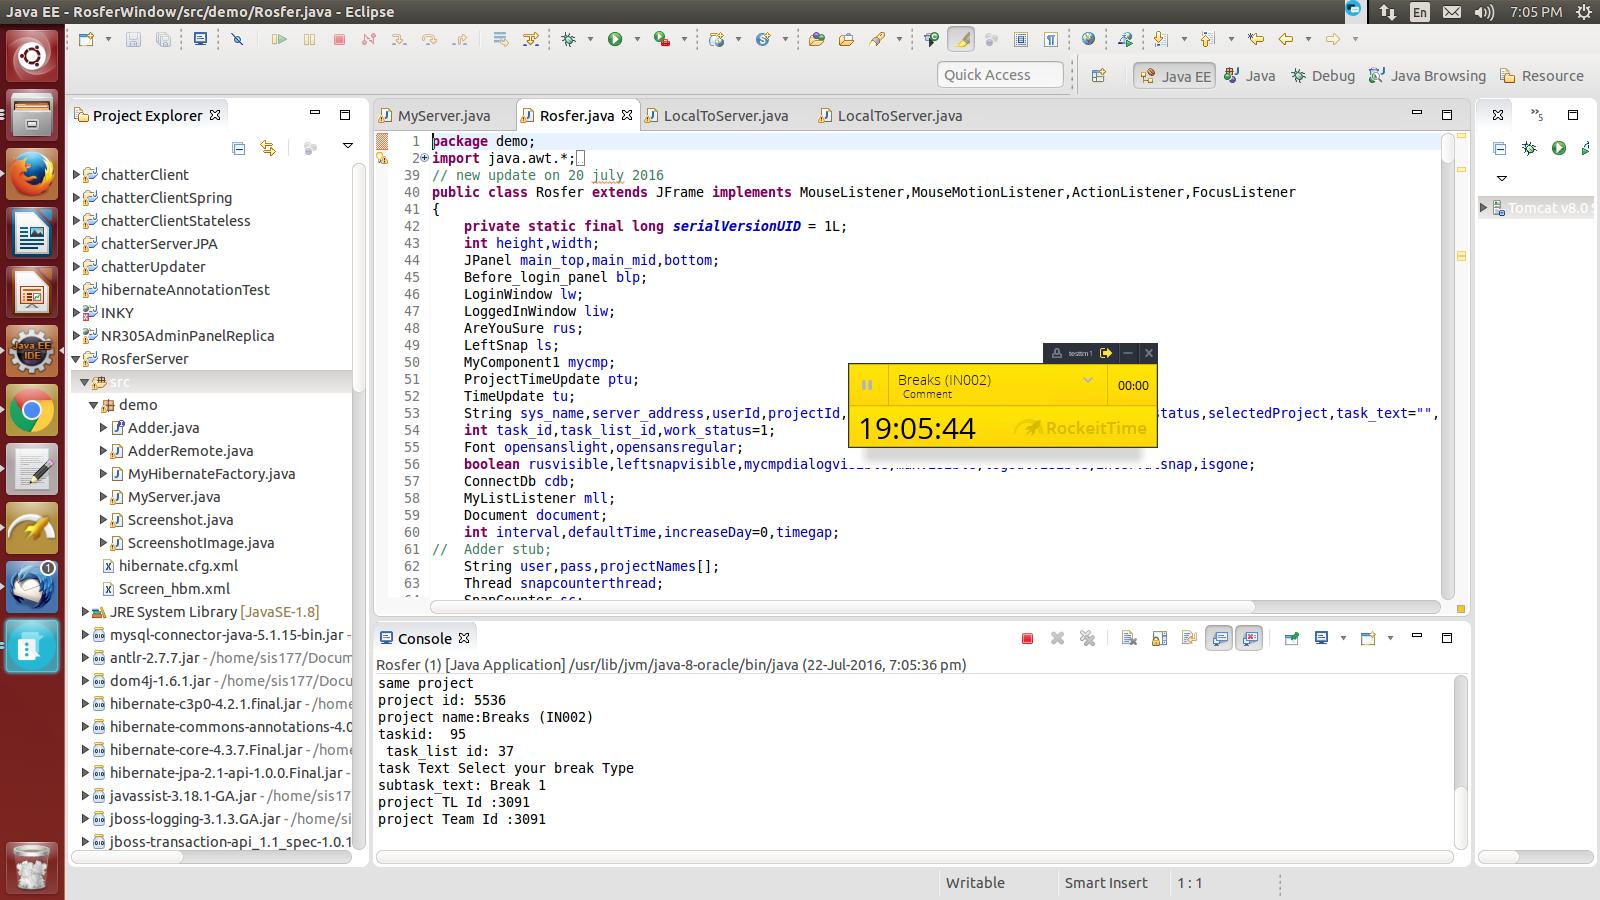 Java EE - RosferWindow/src/demo/Rosfer.java - Eclipse
En
7:05 PM
Quick Access
Java EE
Java
Debug
Java Browsing
Resource
Project Explorer
MyServer.java
Rosfer.java
LocalToServer.java
LocalToServer.java
5
chatterClient
chatterClientSpring
chatterClientStateless
chatterServerJPA
chatterUpdater
hibernateAnnotationTest
INKY
NR305AdminPanelReplica
RosferServer
src
demo
Adder.java
AdderRemote.java
MyHibernateFactory.java
MyServer.java
Screenshot.java
ScreenshotImage.java
hibernate.cfg.xml
Screen_hbm.xml
JRE System Library [JavaSE-1.8]
mysql-connector-java-5.1.15-bin.jar -
antlr-2.7.7.jar - /home/sis177/Docum
dom4j-1.6.1.jar - /home/sis177/Docu
hibernate-c3p0-4.2.1.final.jar - /home
hibernate-commons-annotations-4.0
hibernate-core-4.3.7.Final.jar - /home
hibernate-jpa-2.1-api-1.0.0.Final.jar -
javassist-3.18.1-GA.jar - /home/sis17
jboss-logging-3.1.3.GA.jar - /home/si
jboss-transaction-api_1.1_spec-1.0.1
Java EE
IDE
1
1 package demo;
2 import java.awt.*;
39 // new update on 20 july 2016
40 public class Rosfer extends JFrame implements MouseListener,MouseMotionListener,ActionListener,FocusListener
41 {
42 private static final long serialVersionUID = 1L;
43 int height,width;
44 JPanel main_top,main_mid,bottom;
45 Before_login_panel blp;
46 LoginWindow lw;
47 LoggedInWindow liw;
48 AreYouSure rus;
49 LeftSnap ls;
50 MyComponent1 mycmp;
51 ProjectTimeUpdate ptu;
52 TimeUpdate tu;
53 String sys_name,server_address,userId,projectId, status,selectedProject,task_text="",
54 int task_id,task_list_id,work_status=1;
55 Font opensanslight,opensansregular;
56 boolean rusvisible,leftsnapvisible, snap,isgone;
57 ConnectDb cdb;
58 MyListListener mll;
59 Document document;
60 int interval,defaultTime,increaseDay=0,timegap;
61 // Adder stub;
62 String user,pass,projectNames[];
63 Thread snapcounterthread;
testtm1
Breaks (IN002)
Comment
00:00
19:05:44
RockeitTime
Tomcat v8.0 S
Console
Rosfer (1) [Java Application] /usr/lib/jvm/java-8-oracle/bin/java (22-Jul-2016, 7:05:36 pm)
same project
project id: 5536
project name:Breaks (IN002)
taskid: 95
task_list id: 37
task Text Select your break Type
subtask_text: Break 1
project TL Id :3091
project Team Id :3091
Writable
Smart Insert
1 : 1